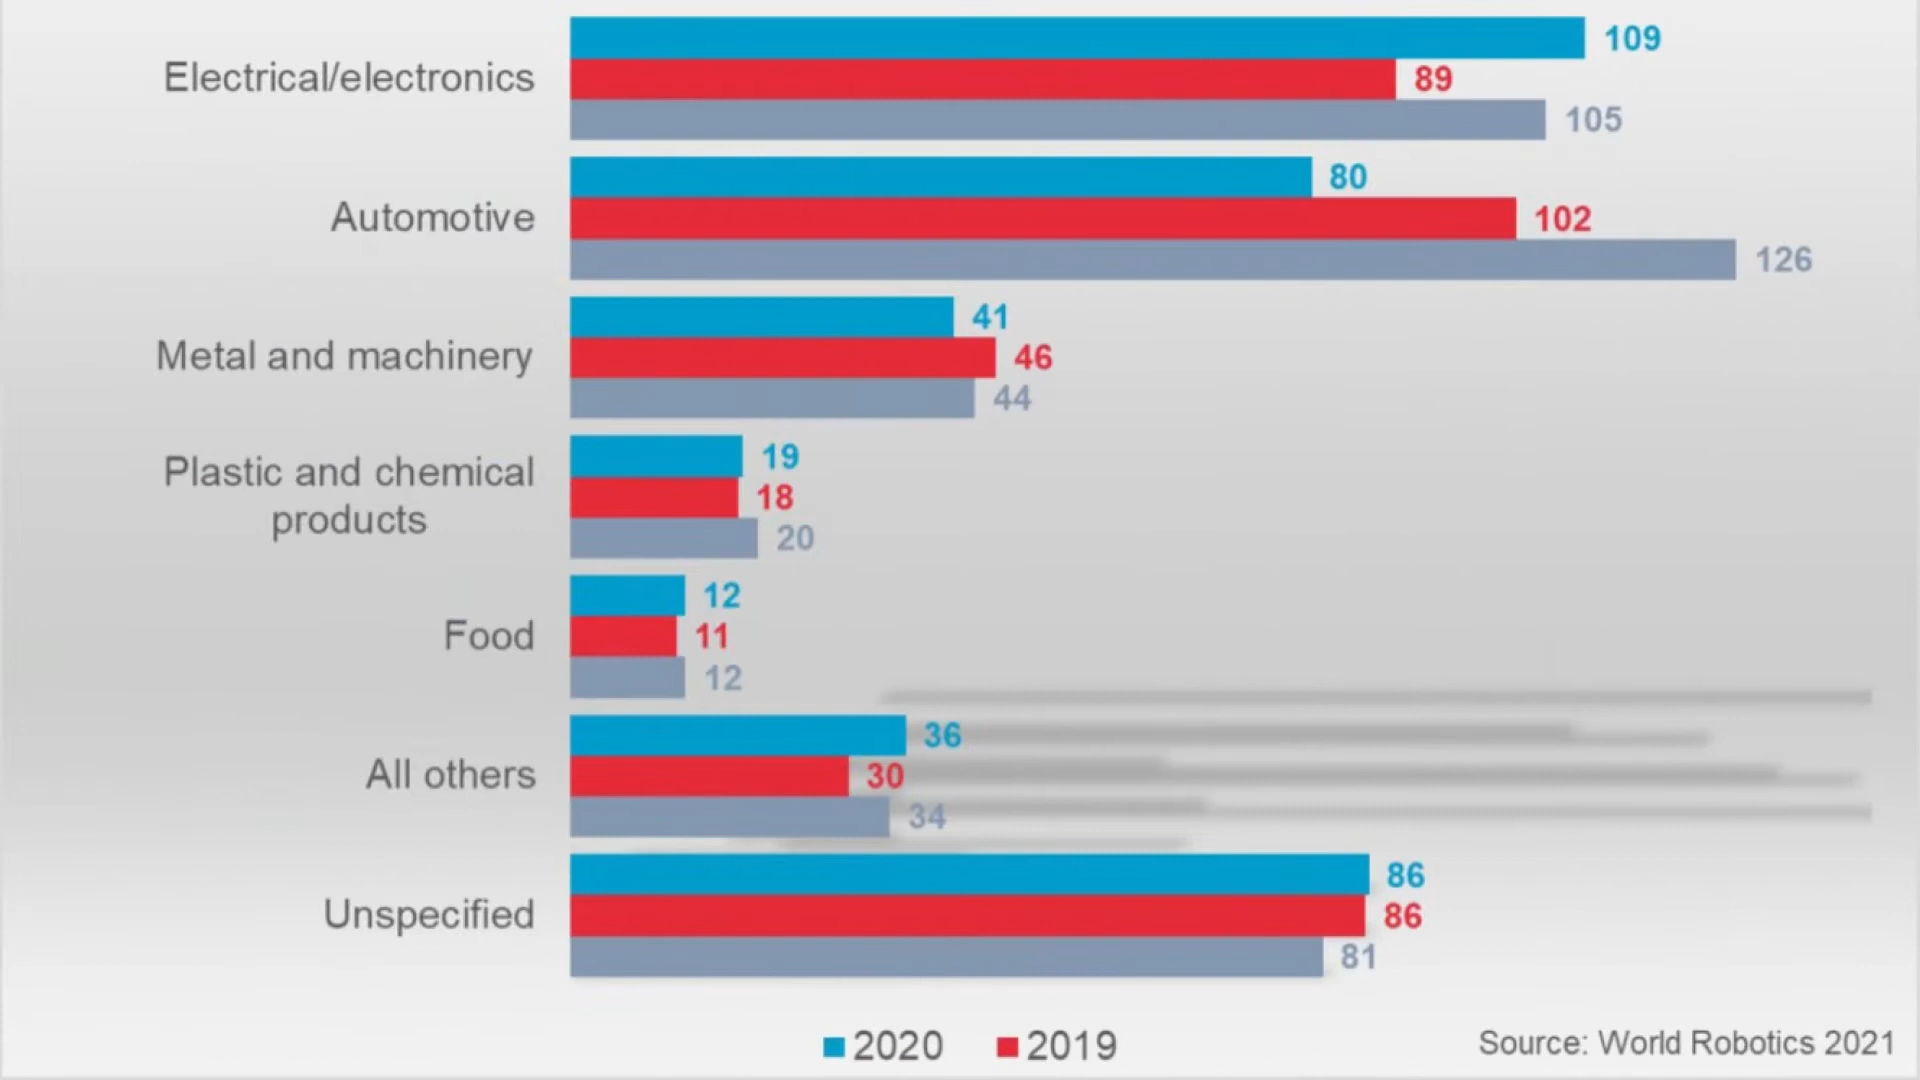 Electrical/electronics
109
89
105
Automotive
80
102
126
Metal and machinery
41
46
44
Plastic and chemical
products
19
18
20
Food
12
11
12
All others
36
30
34
Unspecified
86
86
81
2020 2019
Source: World Robotics 2021